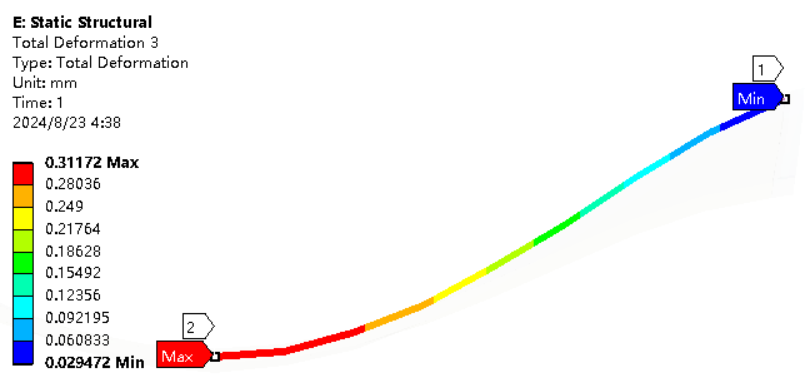 E: Static Structural
Total Deformation 3
Type: Total Deformation
Unit: mm
Time: 1
2024/8/23 4:38
0.31172 Max
0.28036
0.249
0.21764
0.18628
0.15492
0.12356
0.092195
0.060833
0.029472 Min
1
Min
2
Max